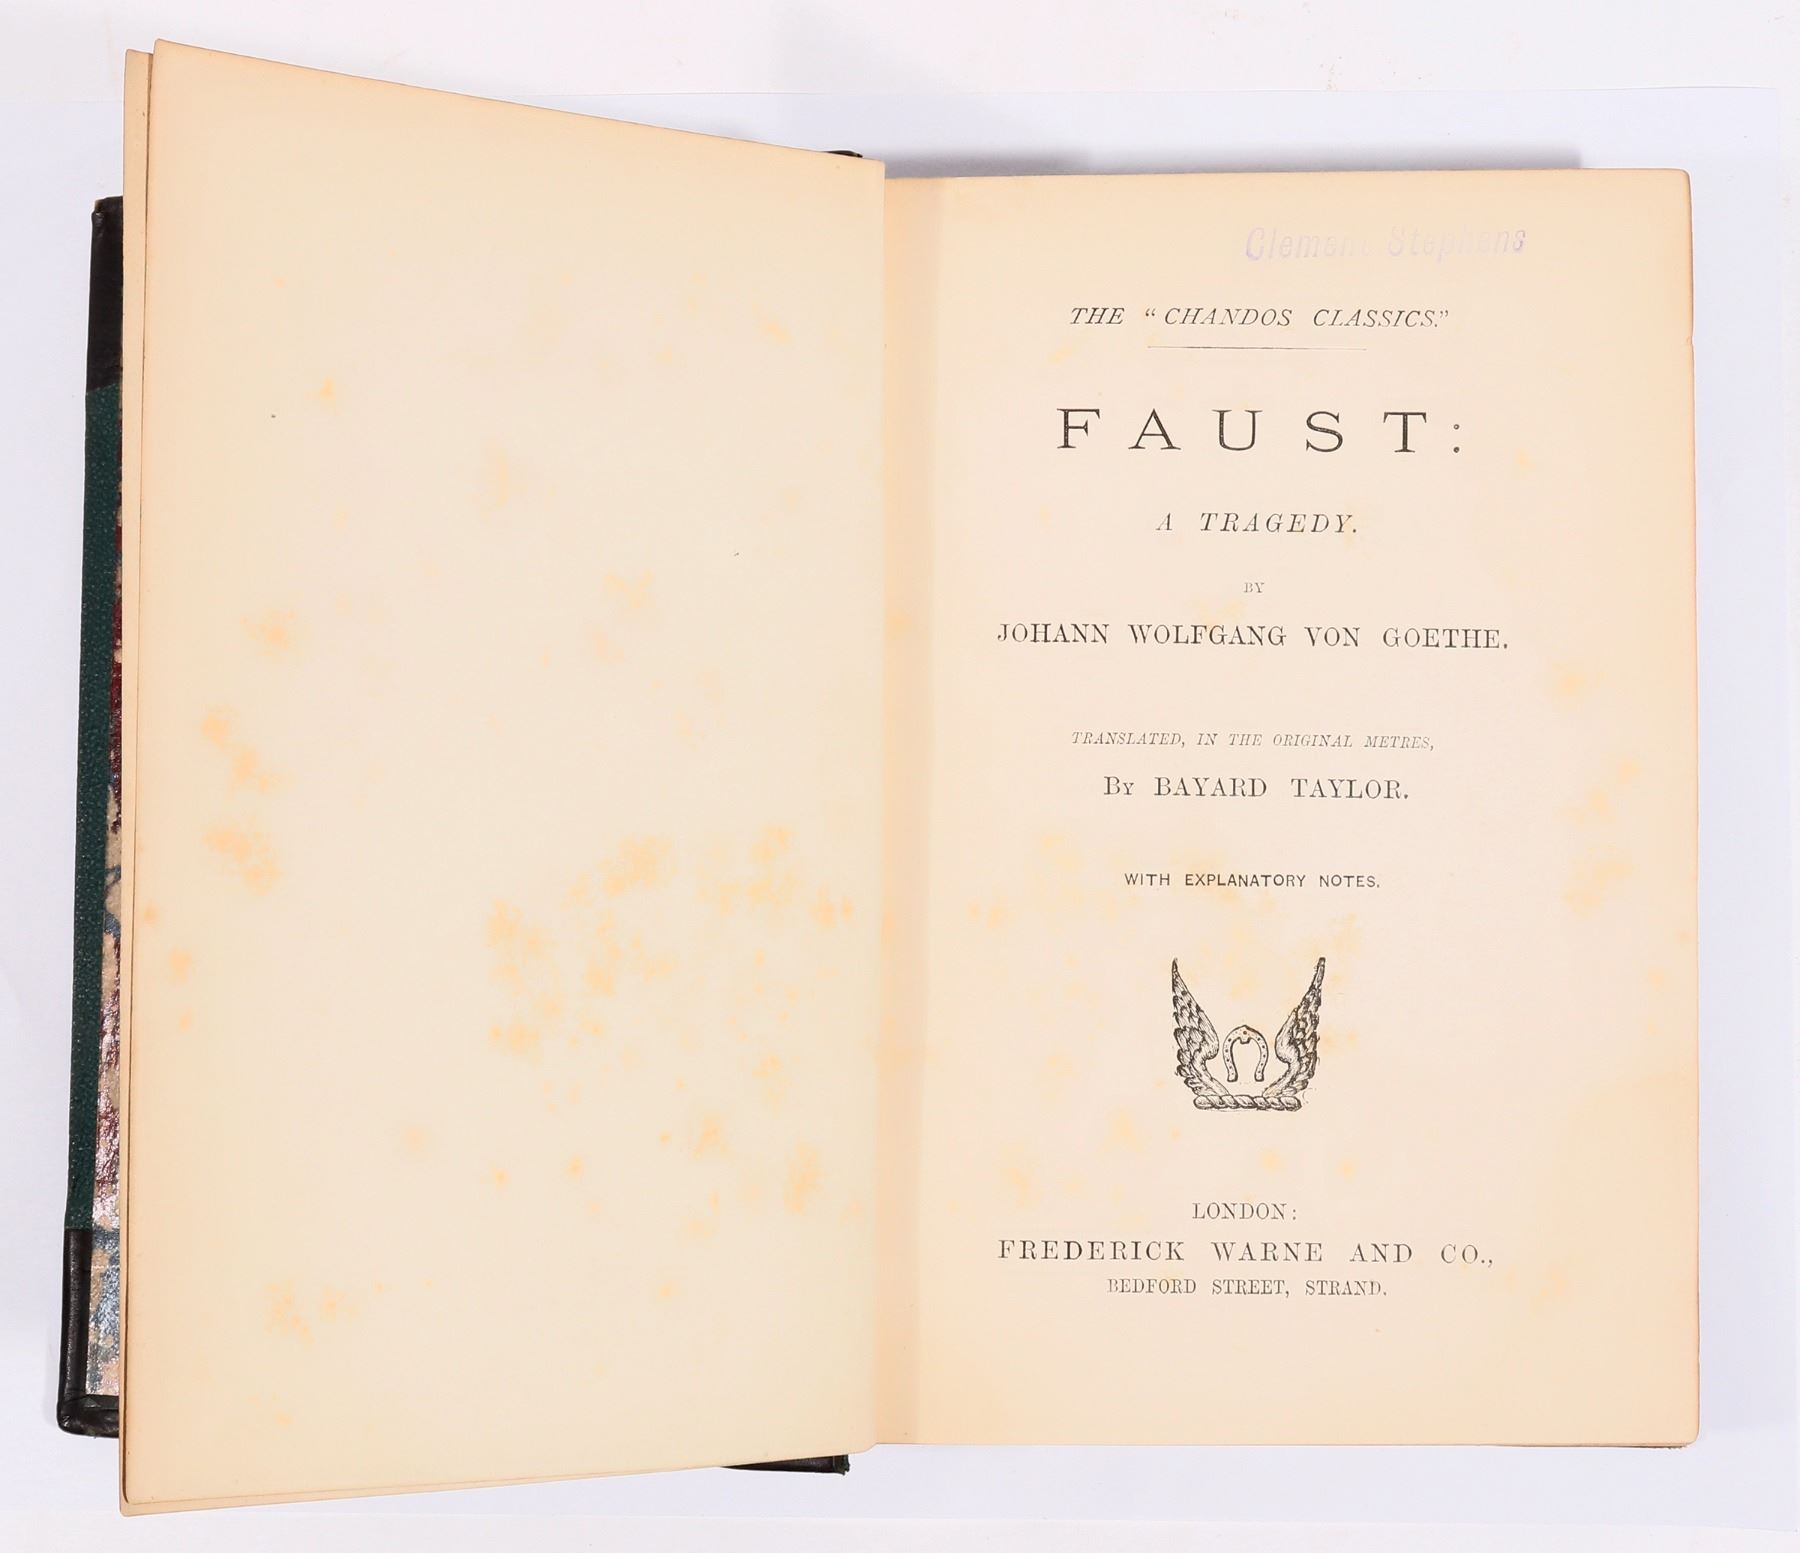 Clement Stephens
THE "CHANDOS CLASSICS."
FAUST:
A TRAGEDY.
BY
JOHANN WOLFGANG VON GOETHE.
TRANSLATED, IN THE ORIGINAL METRES,
By BAYARD TAYLOR.
WITH EXPLANATORY NOTES.
LONDON:
FREDERICK WARNE AND CO.,
BEDFORD STREET, STRAND.